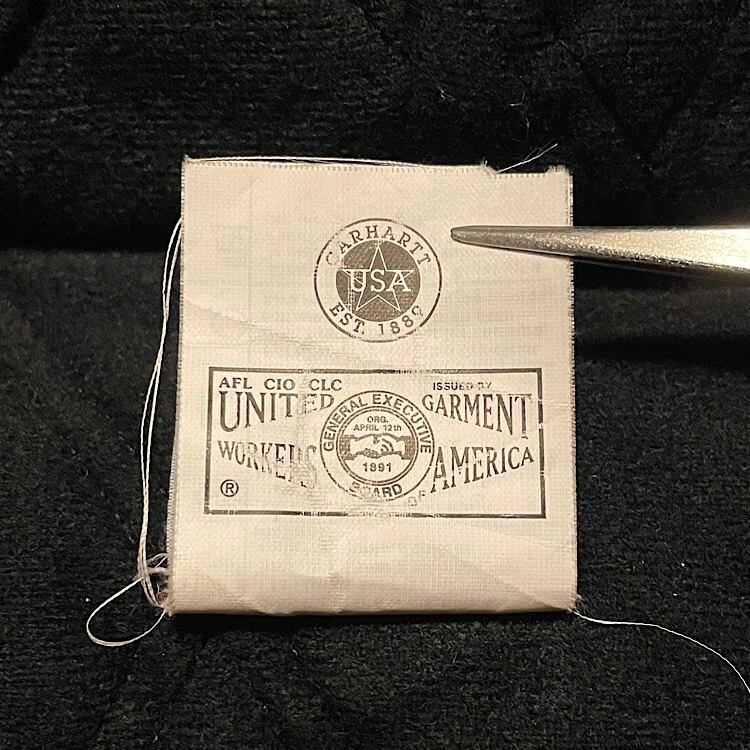 CARHARTT
USA
EST. 1889
AFL CIO CLC
ISSUED BY
UNITED GARMENT
WORKERS OF AMERICA
GENERAL EXECUTIVE
ORG.
APRIL 12th
1891
BOARD
®